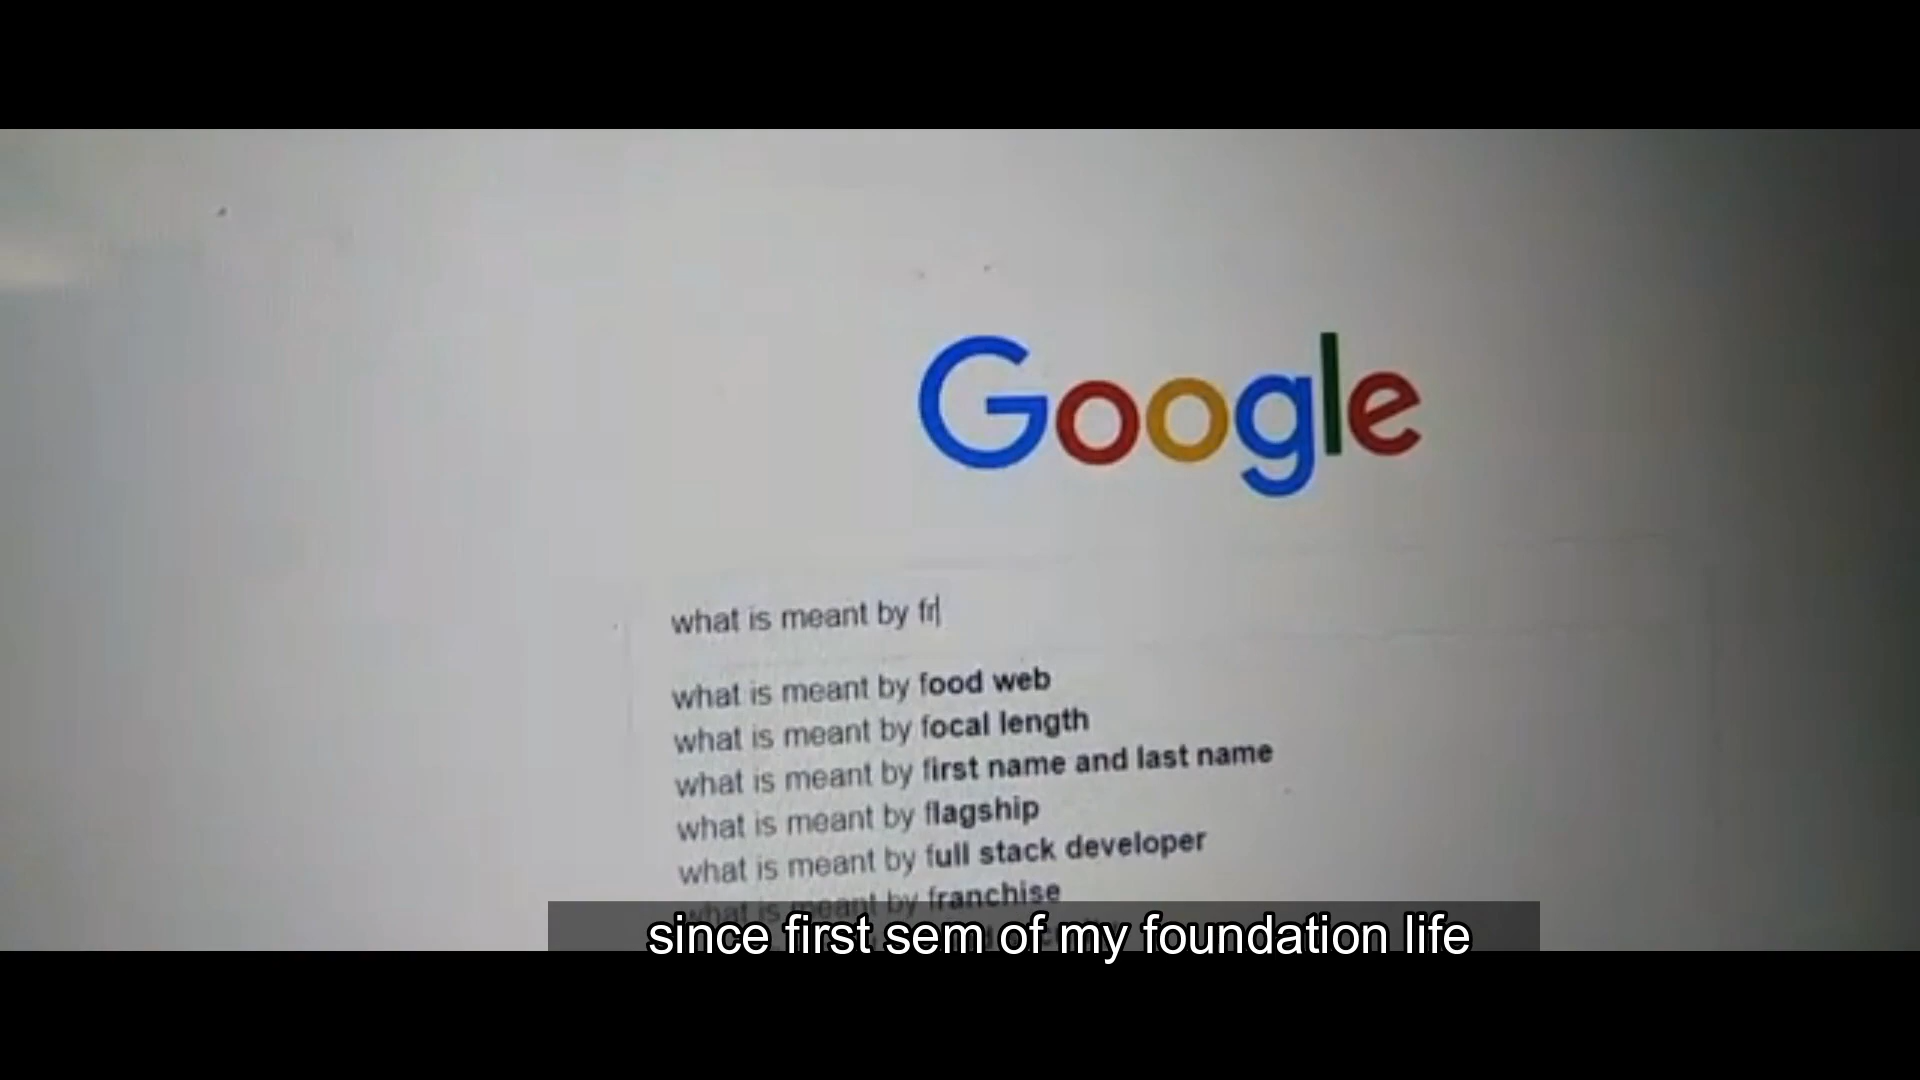 Google
what is meant by fr
what is meant by food web
what is meant by focal length
what is meant by first name and last name
what is meant by flagship
what is meant by full stack developer
what is meant by franchise
since first sem of my foundation life